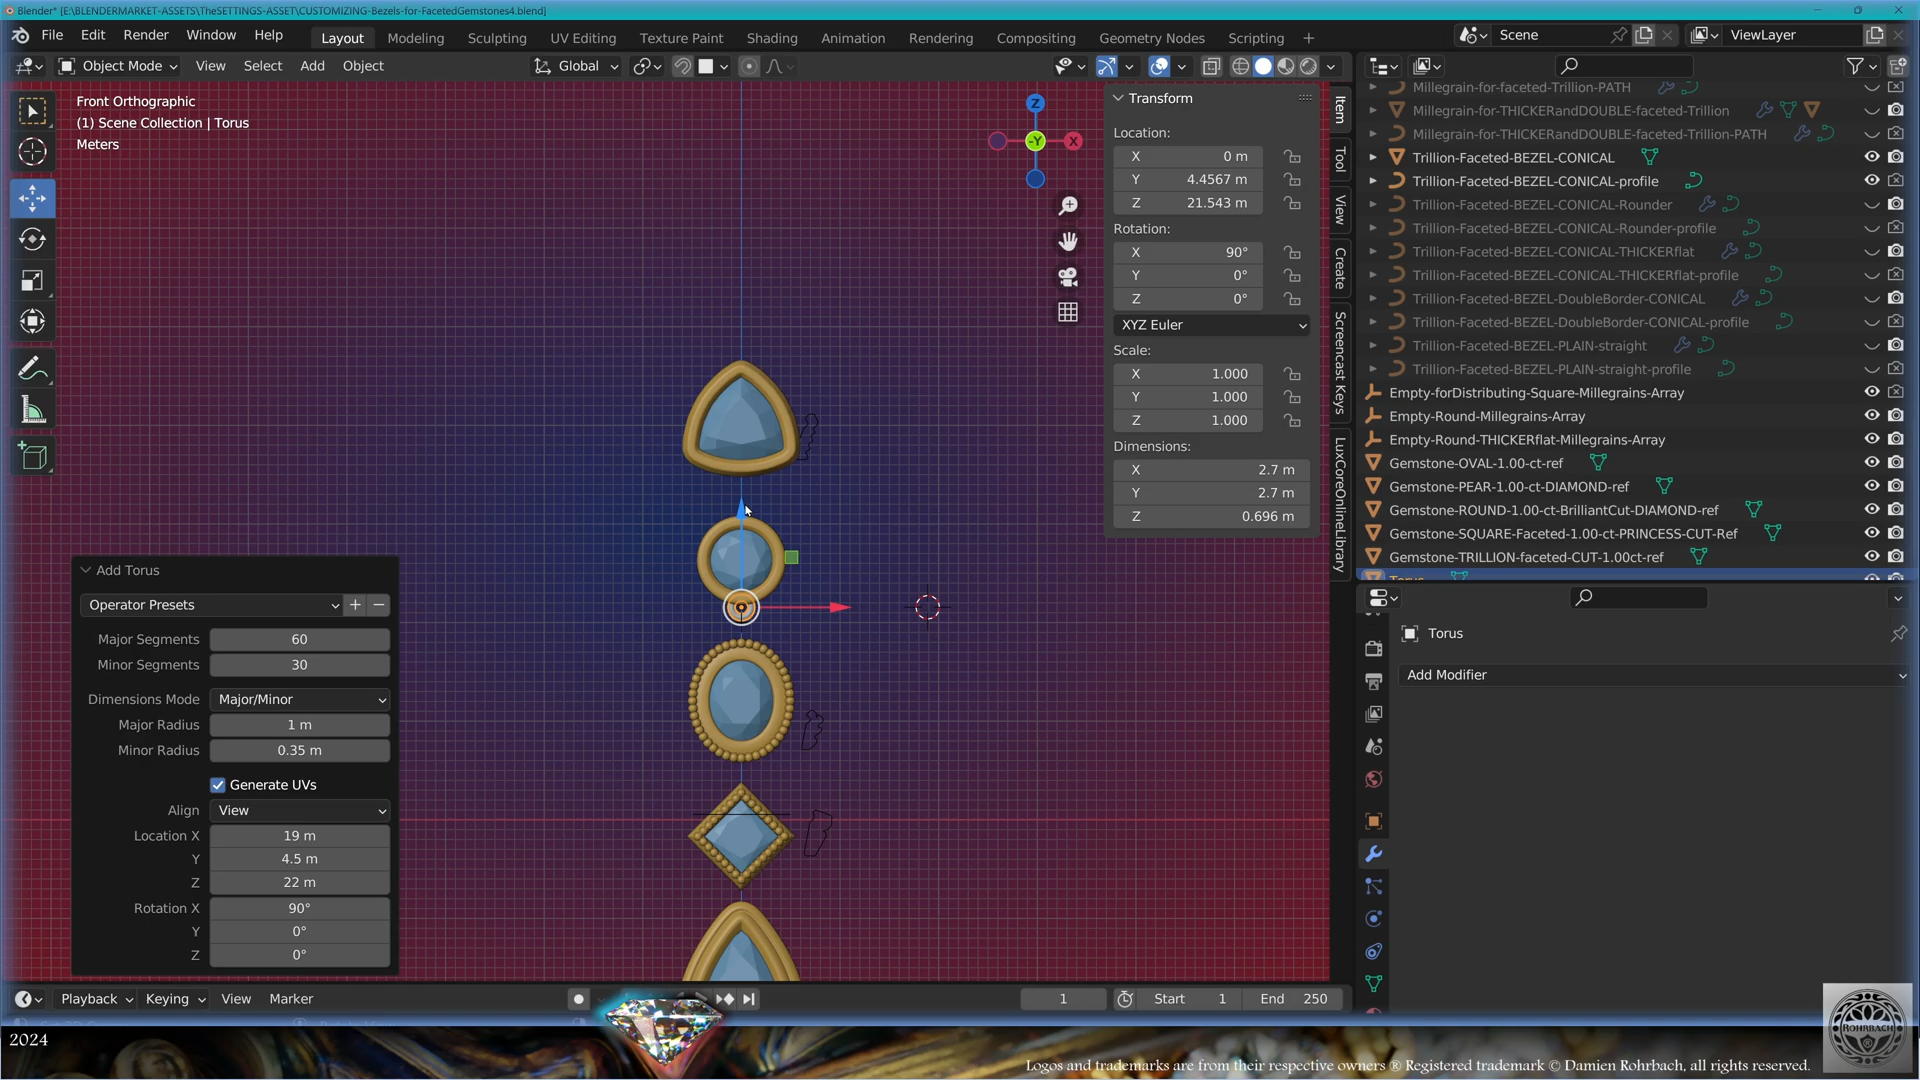 Blender* [E:\BLENDERMARKET-ASSETS\TheSETTINGS-ASSET\CUSTOMIZING-Bezels-for-FacetedGemstones4.blend]
File Edit Render Window Help
Layout Modeling Sculpting UV Editing Texture Paint Shading Animation Rendering Compositing Geometry Nodes Scripting +
Scene
ViewLayer
Object Mode View Select Add Object
Global
Front Orthographic
(1) Scene Collection | Torus
Meters
Z
-Y
X
Transform
Location:
X 0 m
Y 4.4567 m
Z 21.543 m
Rotation:
X 90°
Y 0°
Z 0°
XYZ Euler
Scale:
X 1.000
Y 1.000
Z 1.000
Dimensions:
X 2.7 m
Y 2.7 m
Z 0.696 m
Item
Tool
View
Create
Screencast Keys
LuxCoreOnlineLibrary
Millegrain-for-faceted-Trillion-PATH
Millegrain-for-THICKERandDOUBLE-faceted-Trillion
Millegrain-for-THICKERandDOUBLE-faceted-Trillion-PATH
Trillion-Faceted-BEZEL-CONICAL
Trillion-Faceted-BEZEL-CONICAL-profile
Trillion-Faceted-BEZEL-CONICAL-Rounder
Trillion-Faceted-BEZEL-CONICAL-Rounder-profile
Trillion-Faceted-BEZEL-CONICAL-THICKERflat
Trillion-Faceted-BEZEL-CONICAL-THICKERflat-profile
Trillion-Faceted-BEZEL-DoubleBorder-CONICAL
Trillion-Faceted-BEZEL-DoubleBorder-CONICAL-profile
Trillion-Faceted-BEZEL-PLAIN-straight
Trillion-Faceted-BEZEL-PLAIN-straight-profile
Empty-forDistributing-Square-Millegrains-Array
Empty-Round-Millegrains-Array
Empty-Round-THICKERflat-Millegrains-Array
Gemstone-OVAL-1.00-ct-ref
Gemstone-PEAR-1.00-ct-DIAMOND-ref
Gemstone-ROUND-1.00-ct-BrilliantCut-DIAMOND-ref
Gemstone-SQUARE-Faceted-1.00-ct-PRINCESS-CUT-Ref
Gemstone-TRILLION-faceted-CUT-1.00ct-ref
Torus
Torus
Add Modifier
Add Torus
Operator Presets + −
Major Segments 60
Minor Segments 30
Dimensions Mode Major/Minor
Major Radius 1 m
Minor Radius 0.35 m
Generate UVs
Align View
Location X 19 m
Y 4.5 m
Z 22 m
Rotation X 90°
Y 0°
Z 0°
Playback Keying View Marker
1
Start 1
End 250
2024
ROHRBACH
®
Logos and trademarks are from their respective owners ® Registered trademark © Damien Rohrbach, all rights reserved.